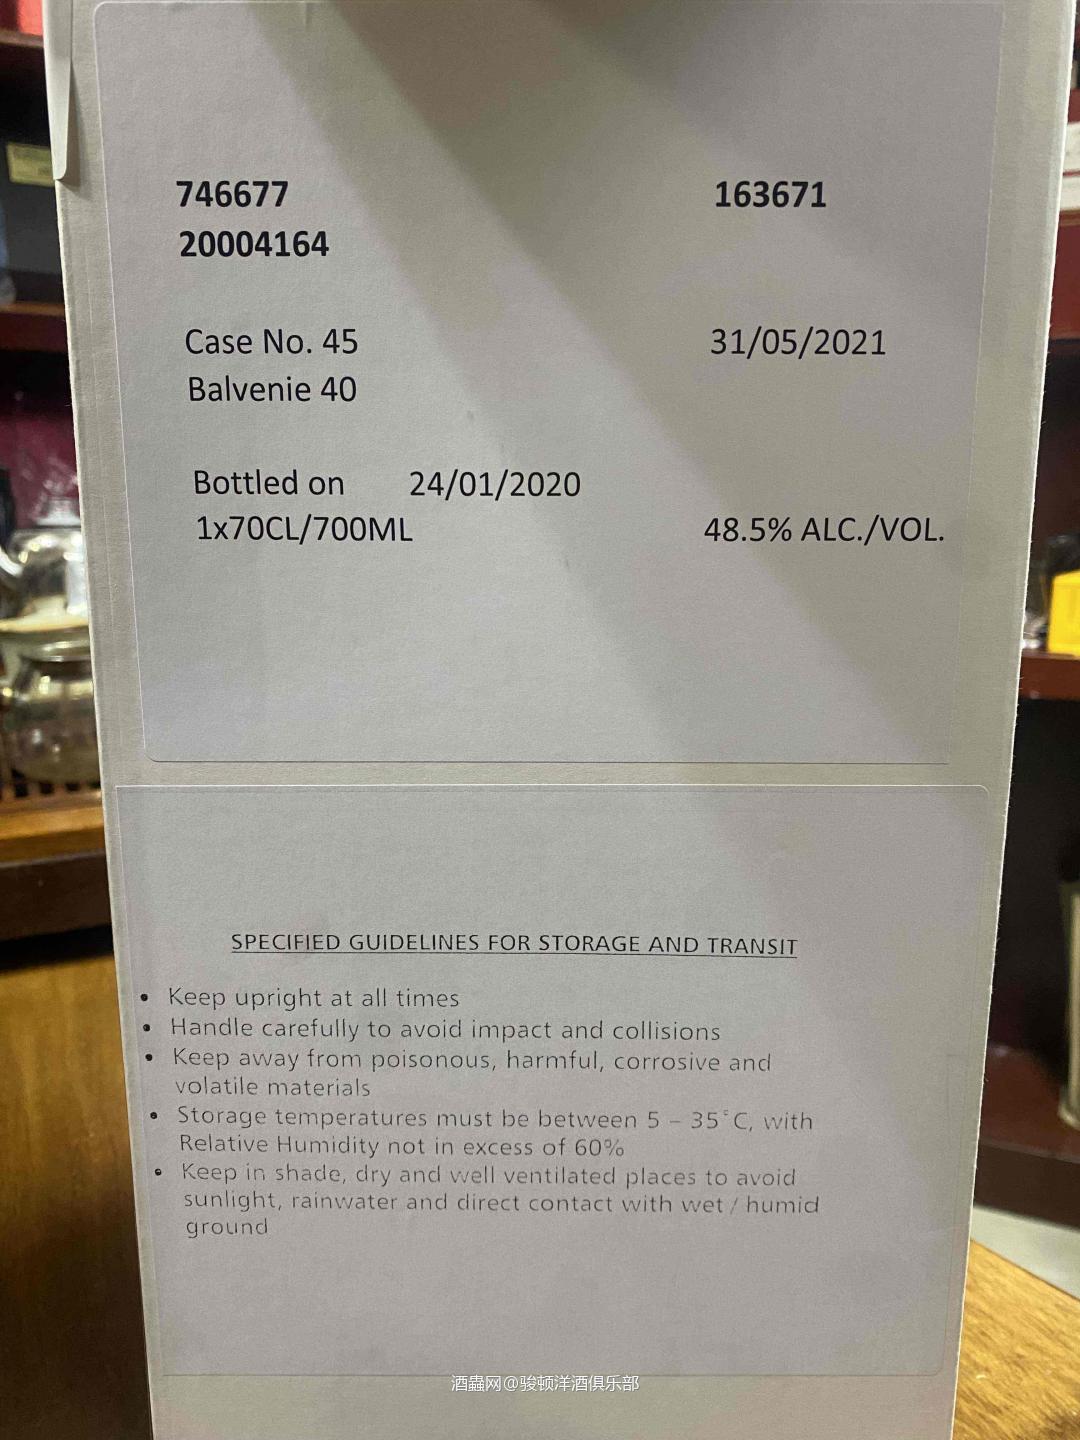 746677 163671
20004164
Case No. 45 31/05/2021
Balvenie 40
Bottled on 24/01/2020
1x70CL/700ML 48.5% ALC./VOL.
SPECIFIED GUIDELINES FOR STORAGE AND TRANSIT
• Keep upright at all times
• Handle carefully to avoid impact and collisions
• Keep away from poisonous, harmful, corrosive and
volatile materials
• Storage temperatures must be between 5 – 35°C, with
Relative Humidity not in excess of 60%
• Keep in shade, dry and well ventilated places to avoid
sunlight, rainwater and direct contact with wet / humid
ground
酒蟲网@骏顿洋酒俱乐部